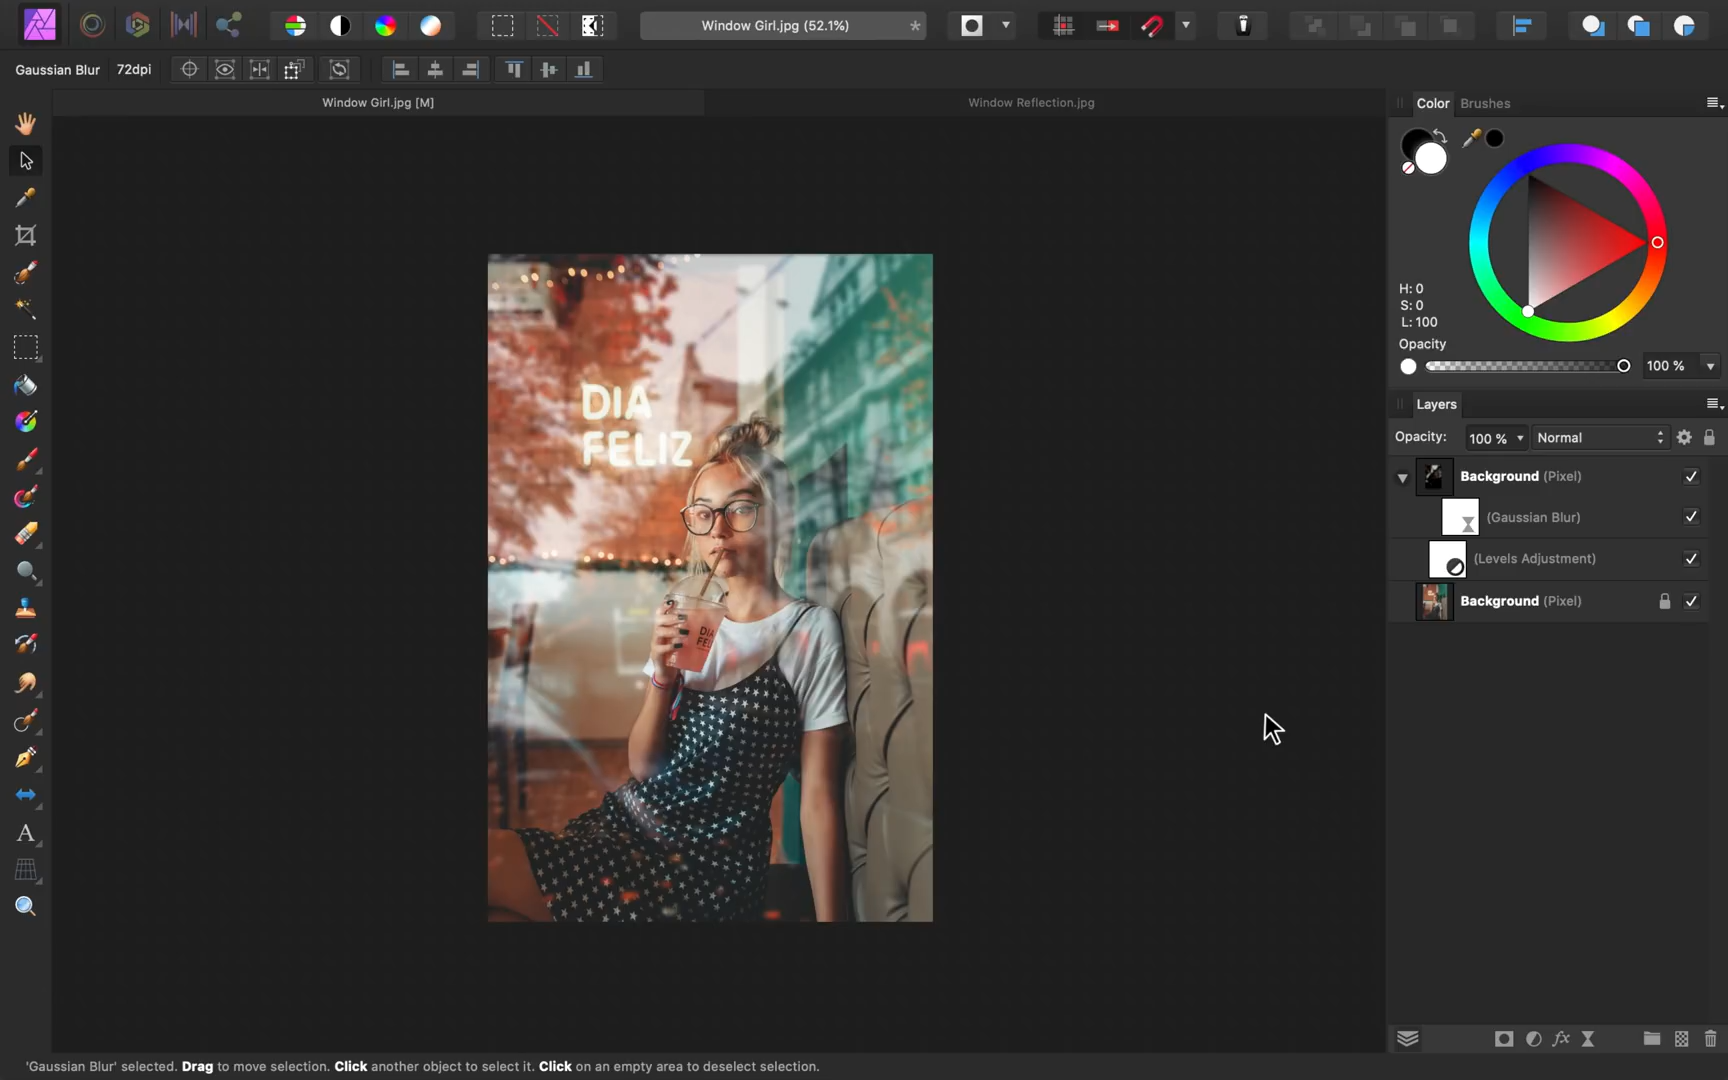 Window Girl.jpg (52.1%)
*
Gaussian Blur
72dpi
Window Girl.jpg [M]
Window Reflection.jpg
Color
Brushes
H: 0
S: 0
L: 100
Opacity
100 %
Layers
Opacity:
100 %
Normal
Background (Pixel)
(Gaussian Blur)
(Levels Adjustment)
Background (Pixel)
DIA
FELIZ
A
fx
'Gaussian Blur' selected. Drag to move selection. Click another object to select it. Click on an empty area to deselect selection.